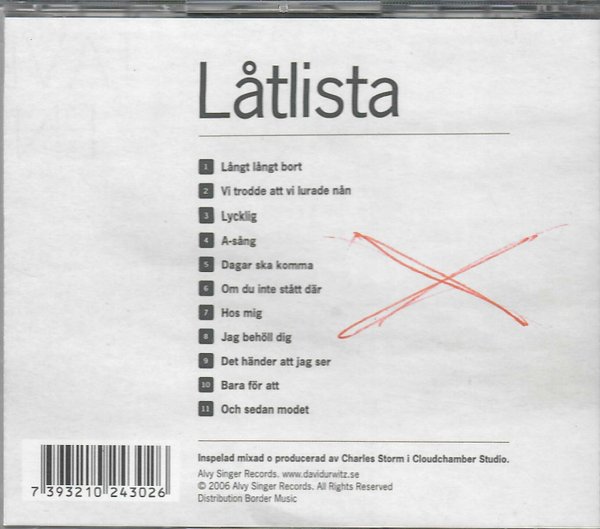 Låtlista
1 Långt långt bort
2 Vi trodde att vi lurade nån
3 Lycklig
4 A-sång
5 Dagar ska komma
6 Om du inte stått där
7 Hos mig
8 Jag behöll dig
9 Det händer att jag ser
10 Bara för att
11 Och sedan modet
Inspelad mixad o producerad av Charles Storm i Cloudchamber Studio.
Alvy Singer Records. www.davidurwitz.se
© 2006 Alvy Singer Records. All Rights Reserved
Distribution Border Music
7 393210 243026